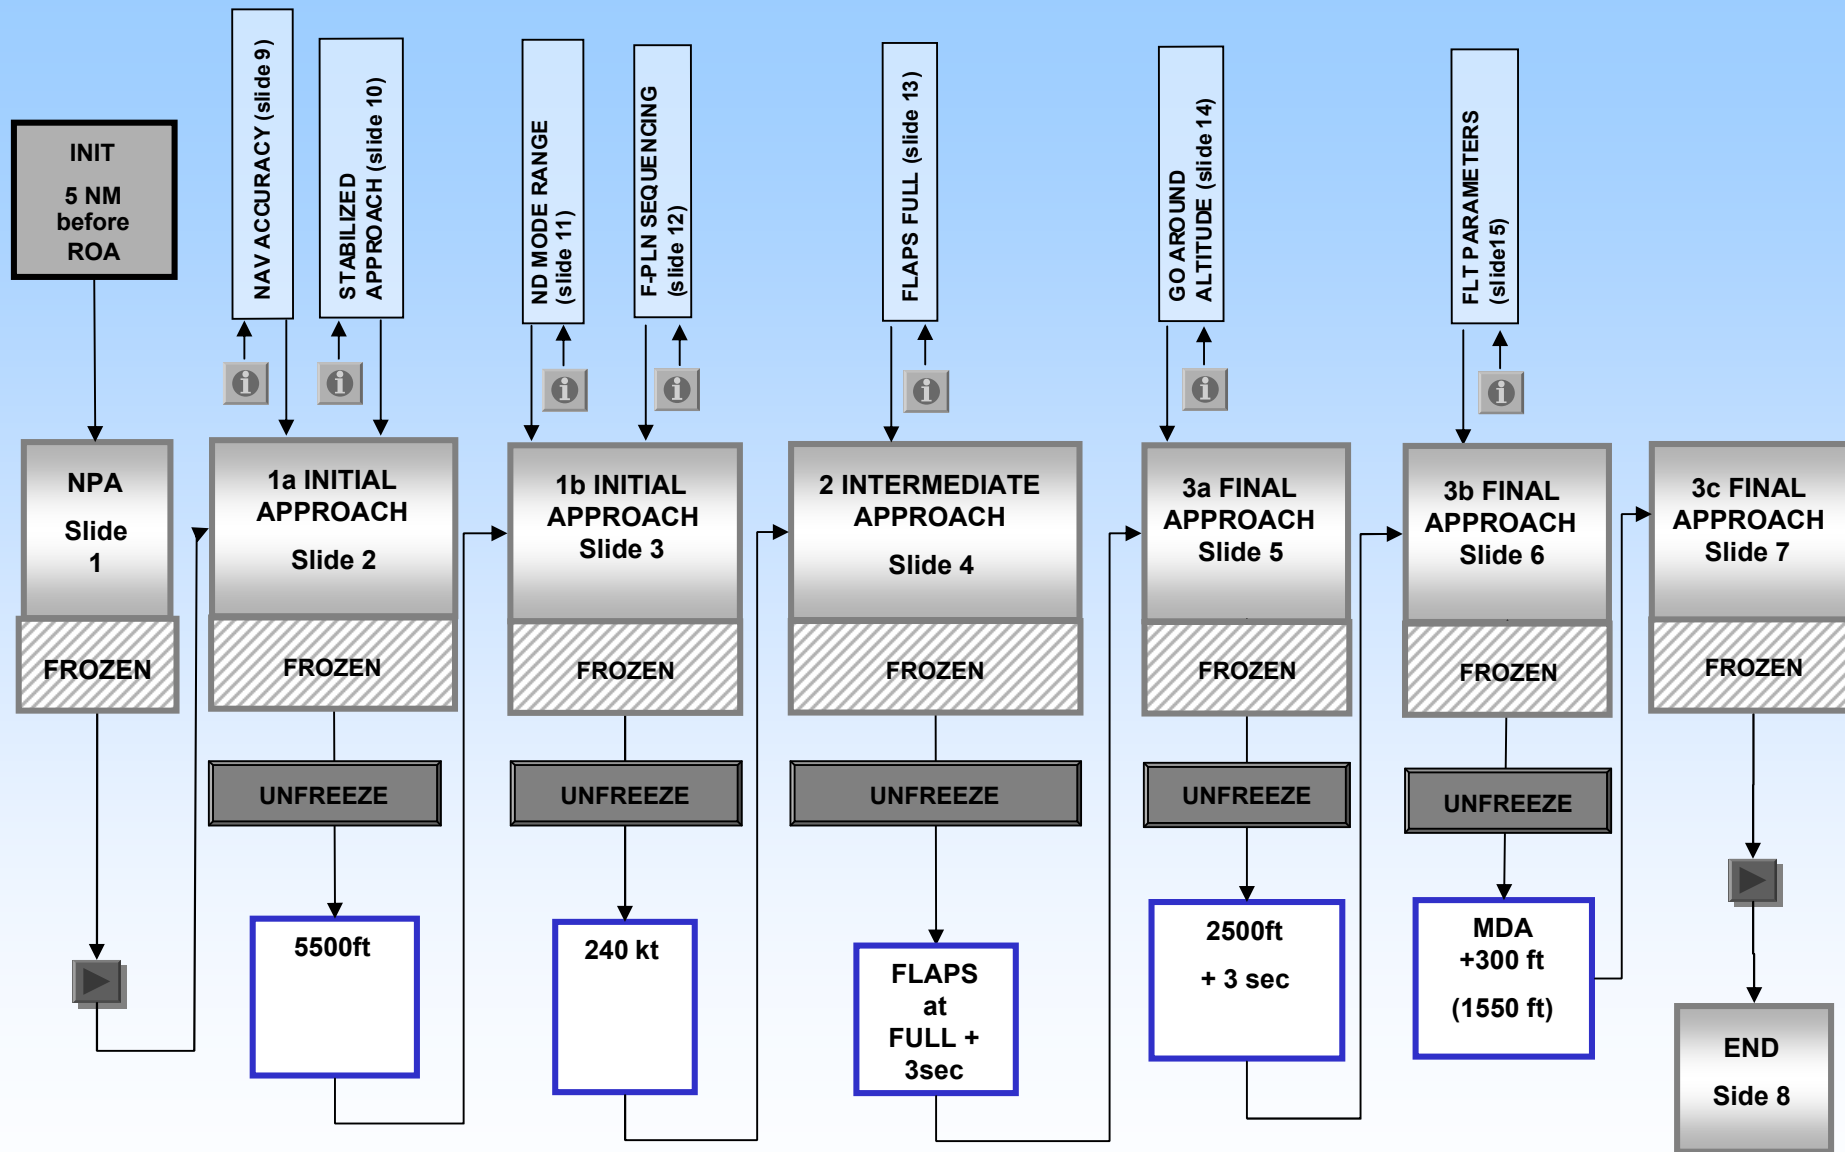 INIT
5 NM
before
ROA
NAV ACCURACY (slide 9)
STABILIZED
APPROACH (slide 10)
ND MODE RANGE
(slide 11)
F-PLN SEQUENCING
(slide 12)
FLAPS FULL (slide 13)
GO AROUND
ALTITUDE (slide 14)
FLT PARAMETERS
(slide15)
NPA
Slide
1
FROZEN
1a INITIAL
APPROACH
Slide 2
FROZEN
UNFREEZE
5500ft
1b INITIAL
APPROACH
Slide 3
FROZEN
UNFREEZE
240 kt
2 INTERMEDIATE
APPROACH
Slide 4
FROZEN
UNFREEZE
FLAPS
at
FULL +
3sec
3a FINAL
APPROACH
Slide 5
FROZEN
UNFREEZE
2500ft
+ 3 sec
3b FINAL
APPROACH
Slide 6
FROZEN
UNFREEZE
MDA
+300 ft
(1550 ft)
3c FINAL
APPROACH
Slide 7
FROZEN
END
Side 8